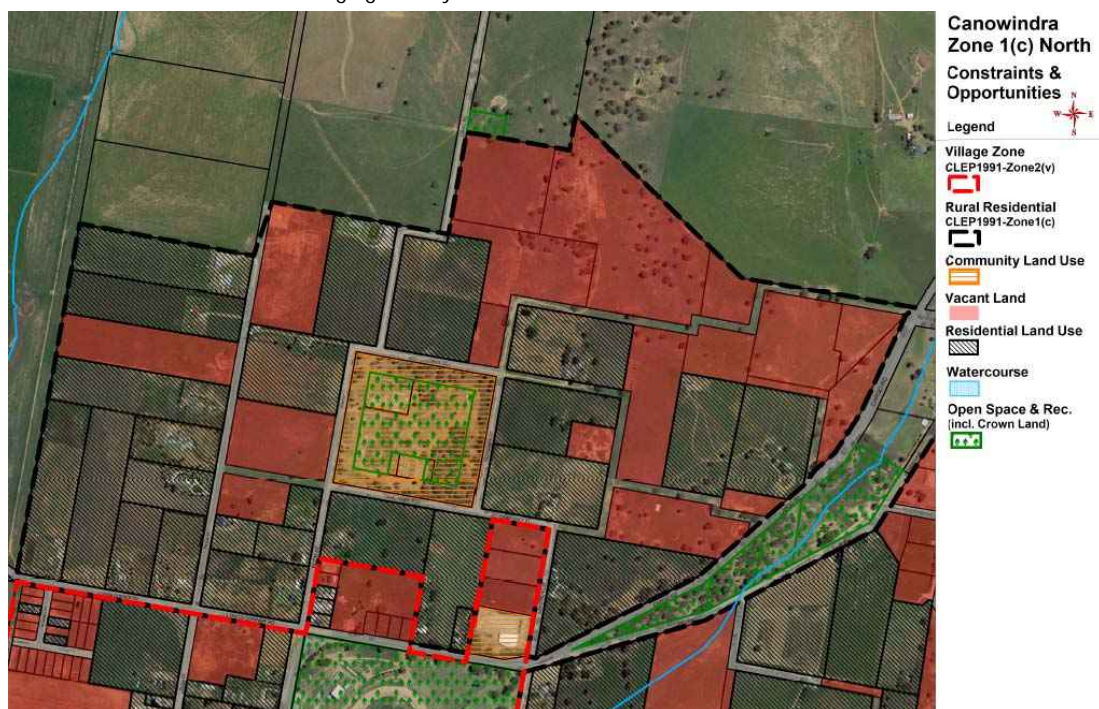 Canowindra
Zone 1(c) North
Constraints &
Opportunities
N
W
E
S
Legend
Village Zone
CLEP1991-Zone2(v)
Rural Residential
CLEP1991-Zone1(c)
Community Land Use
Vacant Land
Residential Land Use
Watercourse
Open Space & Rec.
(incl. Crown Land)